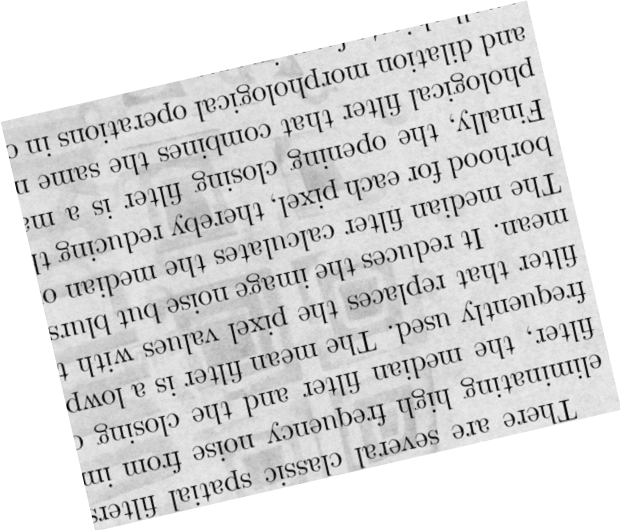 There are several classic spatial filters
eliminating high frequency noise from im
filter, the median filter and the closing
frequently used. The mean filter is a lowp
filter that replaces the pixel values with t
mean. It reduces the image noise but blurs
The median filter calculates the median o
borhood for each pixel, thereby reducing t
Finally, the opening closing filter is a ma
phological filter that combines the same
and dilation morphological operations in